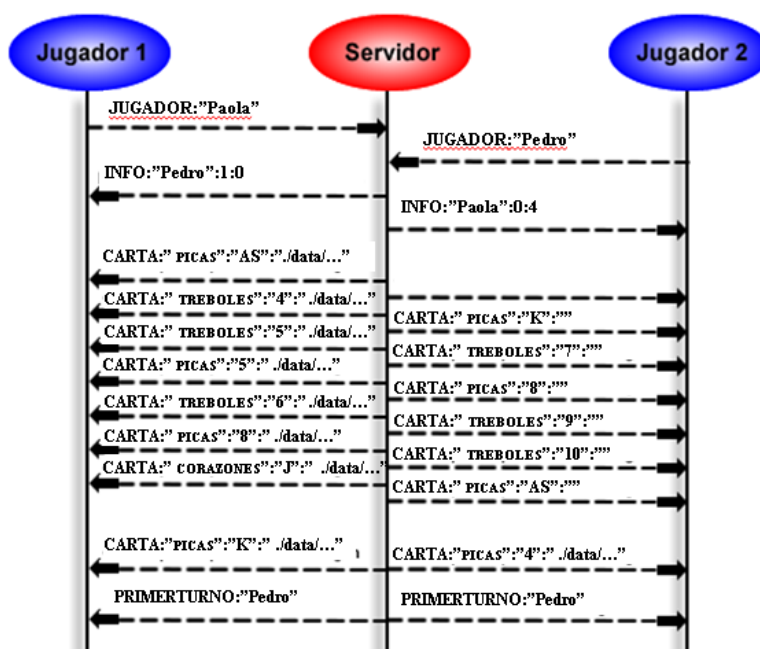 Jugador 1
Servidor
Jugador 2
JUGADOR:"Paola"
JUGADOR:"Pedro"
INFO:"Pedro":1:0
INFO:"Paola":0:4
CARTA:" PICAS":"AS":"./data/..."
CARTA:" TREBOLES":"4":" ./data/..."
CARTA:" PICAS":"K":""
CARTA:" TREBOLES":"5":" ./data/..."
CARTA:" TREBOLES":"7":""
CARTA:" PICAS":"5":" ./data/..."
CARTA:" PICAS":"8":""
CARTA:" TREBOLES":"6":" ./data/..."
CARTA:" TREBOLES":"9":""
CARTA:" PICAS":"8":" ./data/..."
CARTA:" TREBOLES":"10":""
CARTA:" CORAZONES":"J":" ./data/..."
CARTA:" PICAS":"AS":""
CARTA:"PICAS":"K":" ./data/..."
CARTA:"PICAS":"4":" ./data/..."
PRIMERTURNO:"Pedro"
PRIMERTURNO:"Pedro"